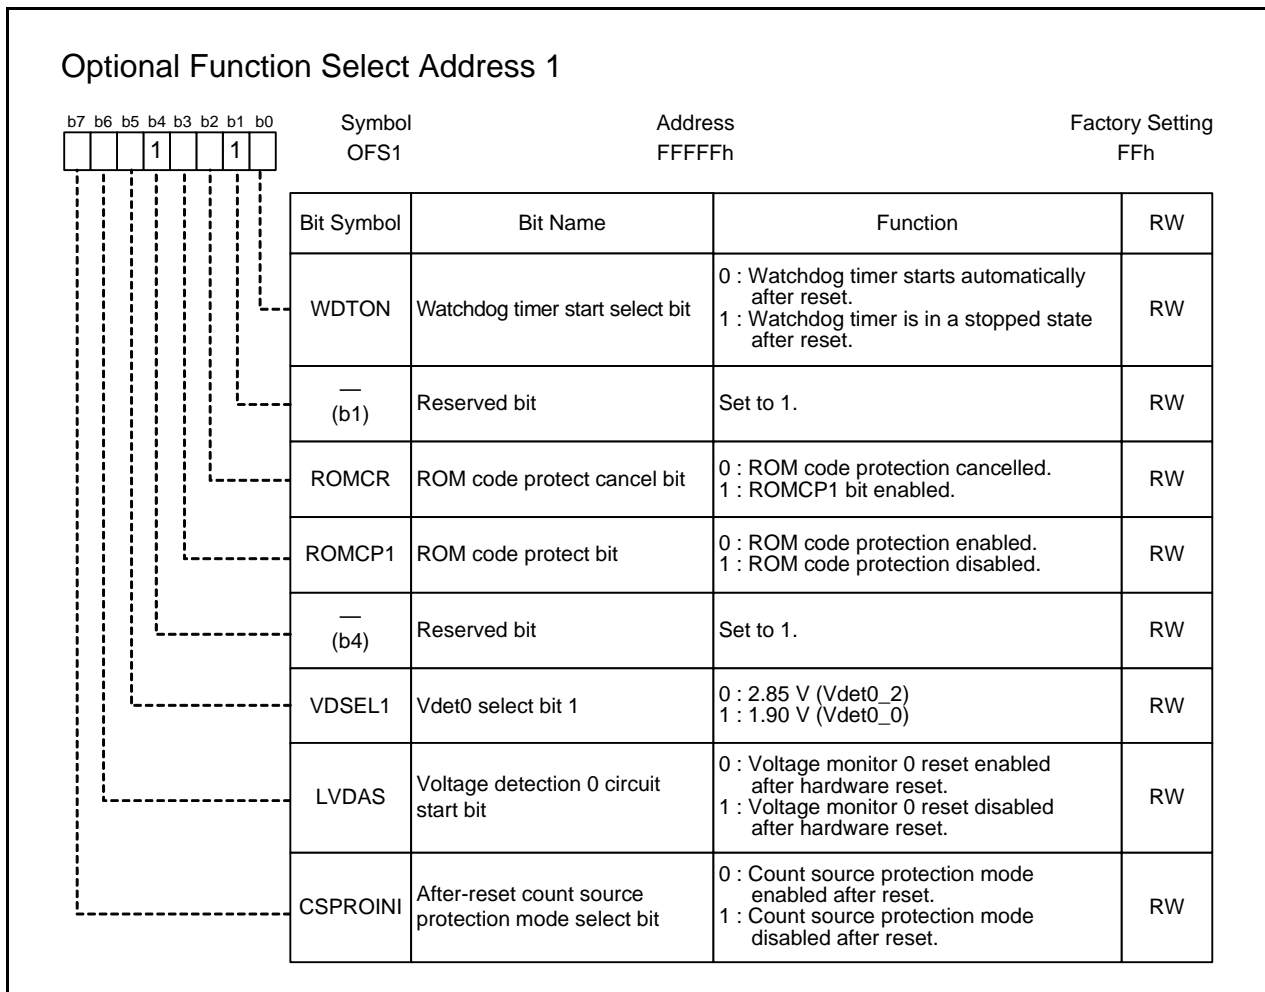 Optional Function Select Address 1
b7 b6 b5 b4 b3 b2 b1 b0
Symbol Address Factory Setting
1 1
OFS1 FFFFFh FFh
Bit Symbol Bit Name Function RW
WDTON Watchdog timer start select bit
0 : Watchdog timer starts automatically
after reset.
1 : Watchdog timer is in a stopped state
after reset.
RW
—
(b1)
Reserved bit Set to 1. RW
ROMCR ROM code protect cancel bit
0 : ROM code protection cancelled.
1 : ROMCP1 bit enabled.
RW
ROMCP1 ROM code protect bit
0 : ROM code protection enabled.
1 : ROM code protection disabled.
RW
—
(b4)
Reserved bit Set to 1. RW
VDSEL1 Vdet0 select bit 1
0 : 2.85 V (Vdet0_2)
1 : 1.90 V (Vdet0_0)
RW
LVDAS
Voltage detection 0 circuit
start bit
0 : Voltage monitor 0 reset enabled
after hardware reset.
1 : Voltage monitor 0 reset disabled
after hardware reset.
RW
CSPROINI
After-reset count source
protection mode select bit
0 : Count source protection mode
enabled after reset.
1 : Count source protection mode
disabled after reset.
RW